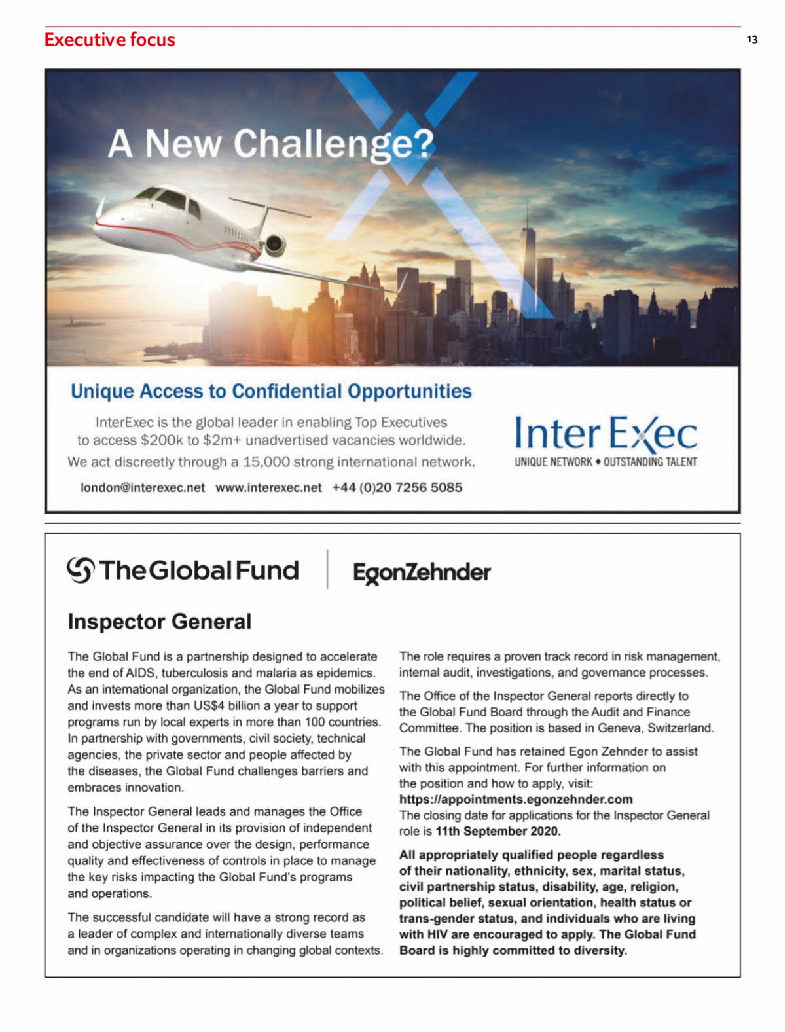 Executive focus
13
A New Challenge?
Unique Access to Confidential Opportunities
InterExec is the global leader in enabling Top Executives
to access $200k to $2m+ unadvertised vacancies worldwide.
We act discreetly through a 15,000 strong international network.
london@interexec.net www.interexec.net +44 (0)20 7256 5085
InterExec
UNIQUE NETWORK • OUTSTANDING TALENT
TheGlobalFund
EgonZehnder
Inspector General
The Global Fund is a partnership designed to accelerate
the end of AIDS, tuberculosis and malaria as epidemics.
As an international organization, the Global Fund mobilizes
and invests more than US$4 billion a year to support
programs run by local experts in more than 100 countries.
In partnership with governments, civil society, technical
agencies, the private sector and people affected by
the diseases, the Global Fund challenges barriers and
embraces innovation.
The Inspector General leads and manages the Office
of the Inspector General in its provision of independent
and objective assurance over the design, performance
quality and effectiveness of controls in place to manage
the key risks impacting the Global Fund's programs
and operations.
The successful candidate will have a strong record as
a leader of complex and internationally diverse teams
and in organizations operating in changing global contexts.
The role requires a proven track record in risk management,
internal audit, investigations, and governance processes.
The Office of the Inspector General reports directly to
the Global Fund Board through the Audit and Finance
Committee. The position is based in Geneva, Switzerland.
The Global Fund has retained Egon Zehnder to assist
with this appointment. For further information on
the position and how to apply, visit:
https://appointments.egonzehnder.com
The closing date for applications for the Inspector General
role is 11th September 2020.
All appropriately qualified people regardless
of their nationality, ethnicity, sex, marital status,
civil partnership status, disability, age, religion,
political belief, sexual orientation, health status or
trans-gender status, and individuals who are living
with HIV are encouraged to apply. The Global Fund
Board is highly committed to diversity.